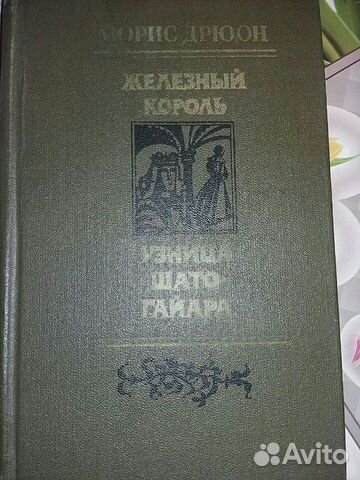 МОРИС ДРЮОН
ЖЕЛЕЗНЫЙ
КОРОЛЬ
УЗНИЦА
ШАТО-
ГАЙАРА
Avito